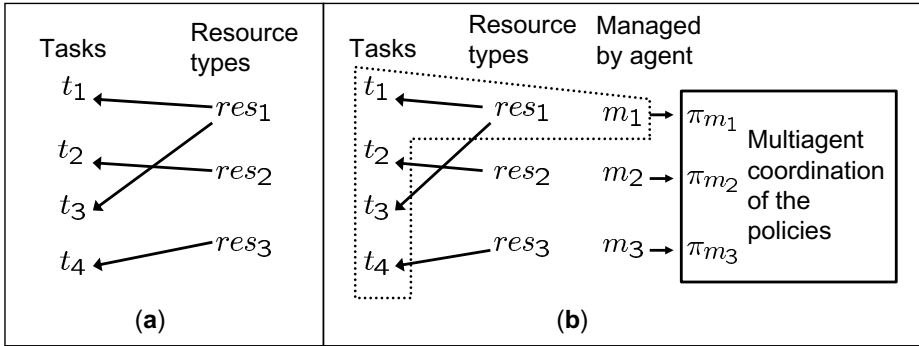 Tasks
Resource
types
t1
t2
t3
t4
res1
res2
res3
(a)
Tasks
Resource
types
Managed
by agent
t1
t2
t3
t4
res1
res2
res3
m1
m2
m3
πm1
πm2
πm3
Multiagent
coordination
of the
policies
(b)